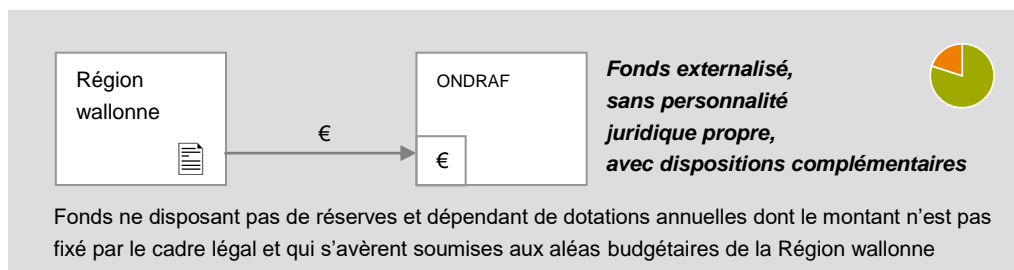 Région
wallonne
€
ONDRAF
€
Fonds externalisé,
sans personnalité
juridique propre,
avec dispositions complémentaires
Fonds ne disposant pas de réserves et dépendant de dotations annuelles dont le montant n'est pas
fixé par le cadre légal et qui s'avèrent soumises aux aléas budgétaires de la Région wallonne